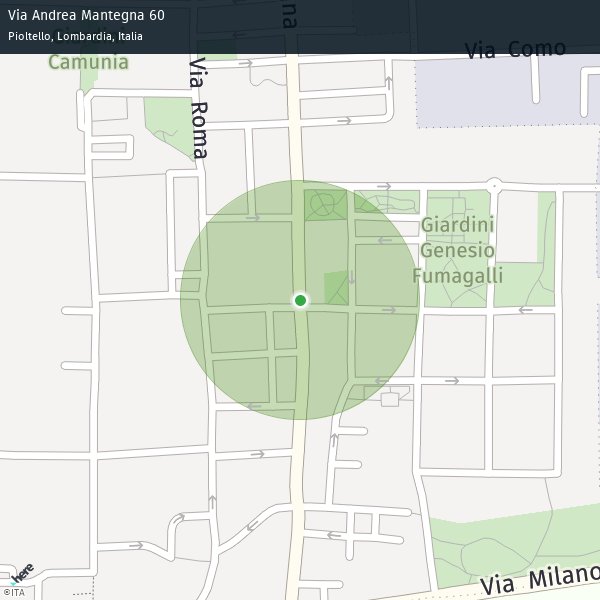 Via Andrea Mantegna 60
Pioltello, Lombardia, Italia
na
Via Como
Camunia
Via Roma
Giardini
Genesio
Fumagalli
Via Milano
here
©ITA